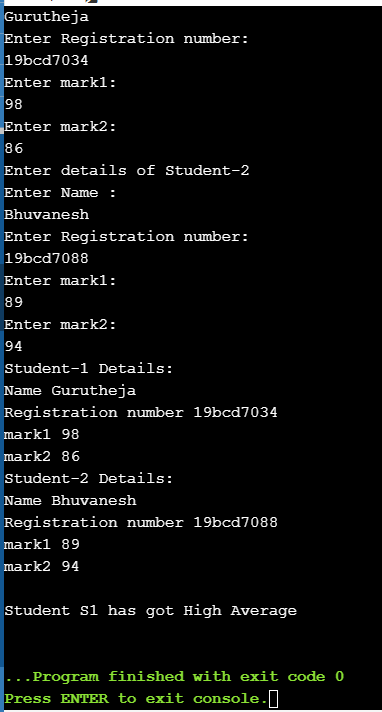 Gurutheja
Enter Registration number:
19bcd7034
Enter mark1:
98
Enter mark2:
86
Enter details of Student-2
Enter Name :
Bhuvanesh
Enter Registration number:
19bcd7088
Enter mark1:
89
Enter mark2:
94
Student-1 Details:
Name Gurutheja
Registration number 19bcd7034
mark1 98
mark2 86
Student-2 Details:
Name Bhuvanesh
Registration number 19bcd7088
mark1 89
mark2 94
Student S1 has got High Average
...Program finished with exit code 0
Press ENTER to exit console.